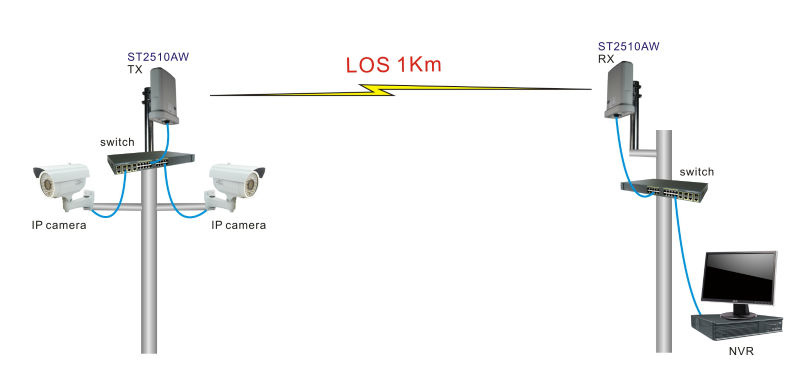 ST2510AW
TX
LOS 1Km
ST2510AW
RX
switch
switch
IP camera
IP camera
NVR